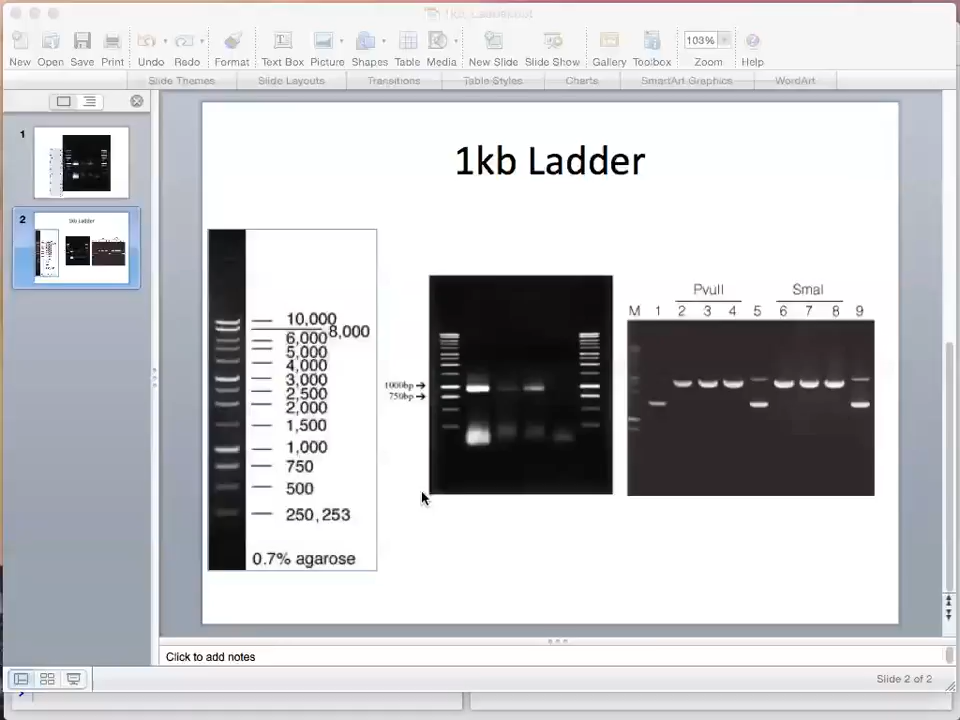 New Open Save Print Undo Redo Format Text Box Picture Shapes Table Media New Slide Slide Show Gallery Toolbox Zoom Help
103%
Slide Themes Slide Layouts Transitions Table Styles Charts SmartArt Graphics WordArt
1
2
1kb Ladder
1kb Ladder
10,000
8,000
6,000
5,000
4,000
3,000
2,500
2,000
1,500
1,000
750
500
250, 253
0.7% agarose
1000bp
750bp
PvuII SmaI
M 1 2 3 4 5 6 7 8 9
Click to add notes
Slide 2 of 2